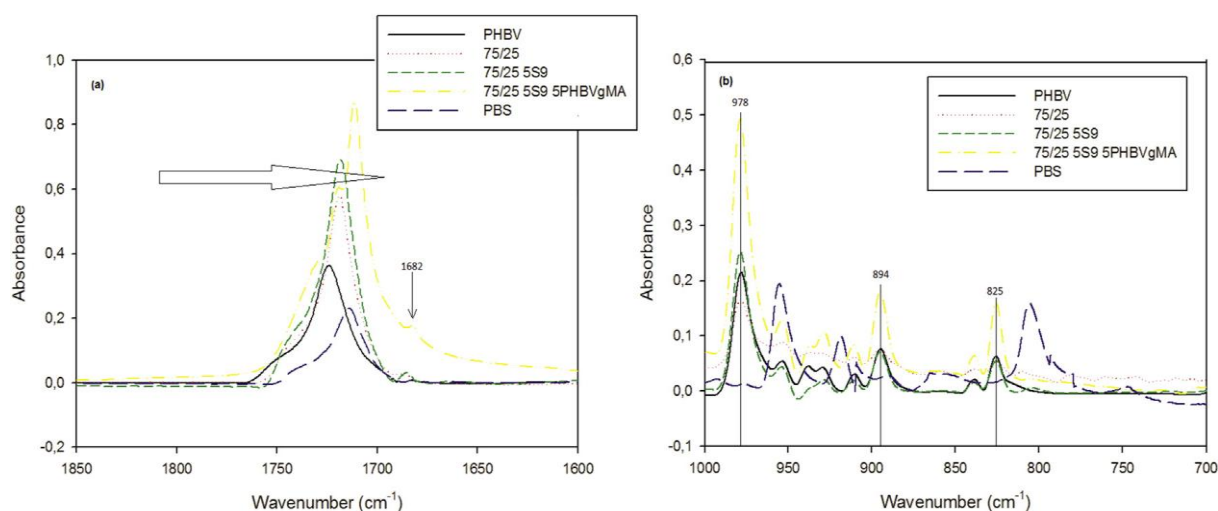 PHBV
75/25
75/25 5S9
75/25 5S9 5PHBVgMA
PBS
(a)
1682
1,0
0,8
0,6
0,4
0,2
0,0
-0,2
Absorbance
1850
1800
1750
1700
1650
1600
Wavenumber (cm⁻¹)
(b)
PHBV
75/25
75/25 5S9
75/25 5S9 5PHBVgMA
PBS
978
894
825
0,6
0,5
0,4
0,3
0,2
0,1
0,0
-0,1
Absorbance
1000
950
900
850
800
750
700
Wavenumber (cm⁻¹)